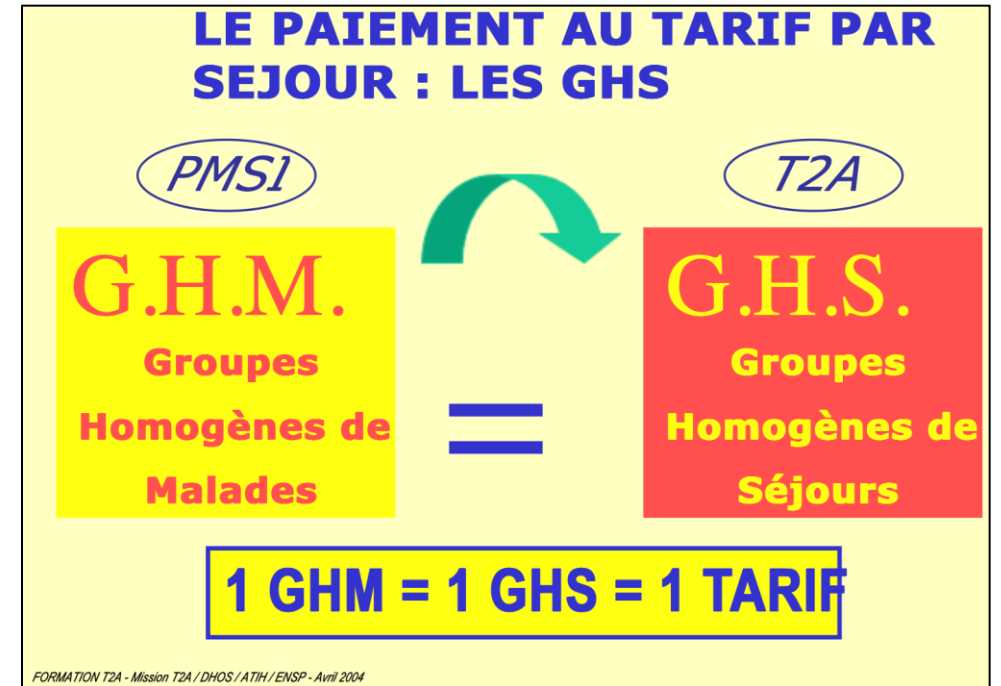 LE PAIEMENT AU TARIF PAR
SEJOUR : LES GHS
PMSI
T2A
G.H.M.
Groupes
Homogènes de
Malades
=
G.H.S.
Groupes
Homogènes de
Séjours
1 GHM = 1 GHS = 1 TARIF
FORMATION T2A - Mission T2A / DHOS / ATIH / ENSP - Avril 2004